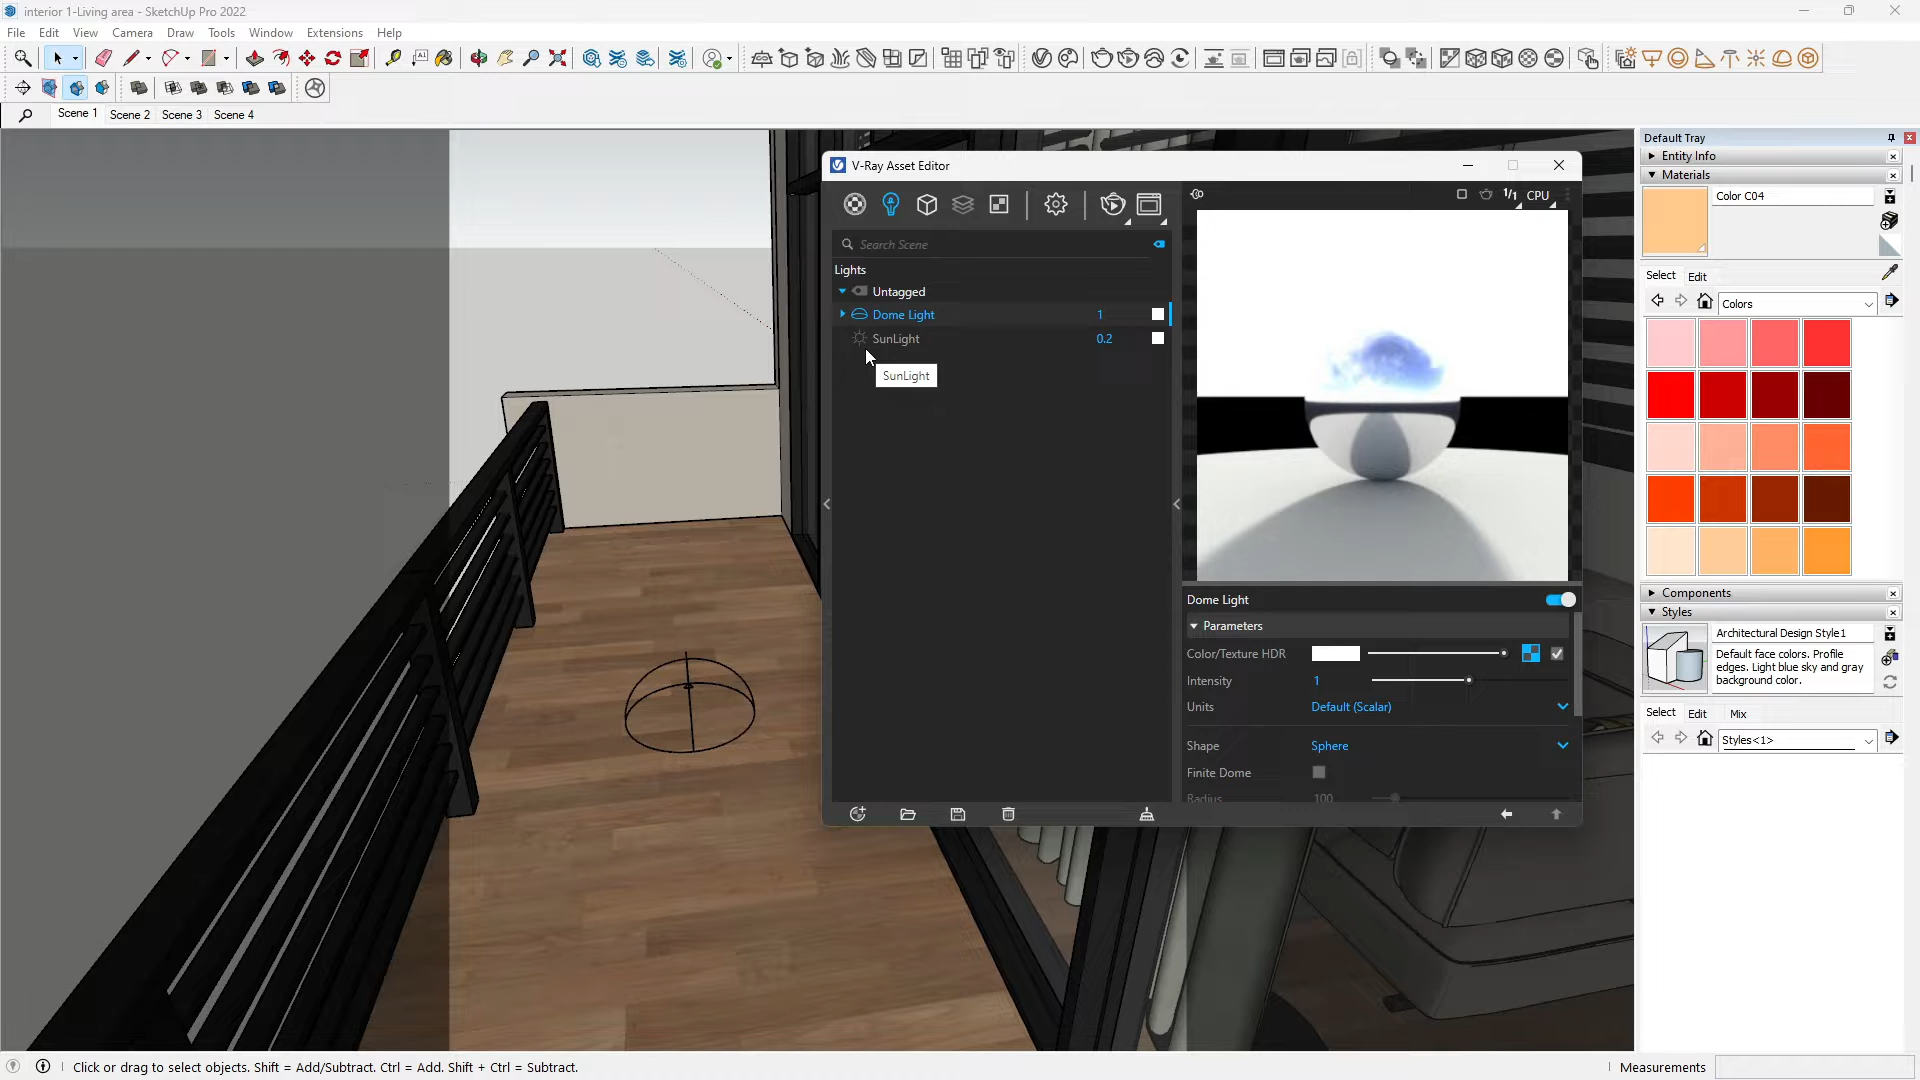 interior 1-Living area - SketchUp Pro 2022
File Edit View Camera Draw Tools Window Extensions Help
Scene 1 Scene 2 Scene 3 Scene 4
V-Ray Asset Editor
1/1 CPU
Search Scene
Lights
Untagged
Dome Light 1
SunLight 0.2
SunLight
Dome Light
Parameters
Color/Texture HDR
Intensity 1
Units Default (Scalar)
Shape Sphere
Finite Dome
Radius 100
Default Tray
Entity Info
Materials
Color C04
Select Edit
Colors
Components
Styles
Architectural Design Style1
Default face colors. Profile
edges. Light blue sky and gray
background color.
Select Edit Mix
Styles<1>
Click or drag to select objects. Shift = Add/Subtract. Ctrl = Add. Shift + Ctrl = Subtract.
Measurements